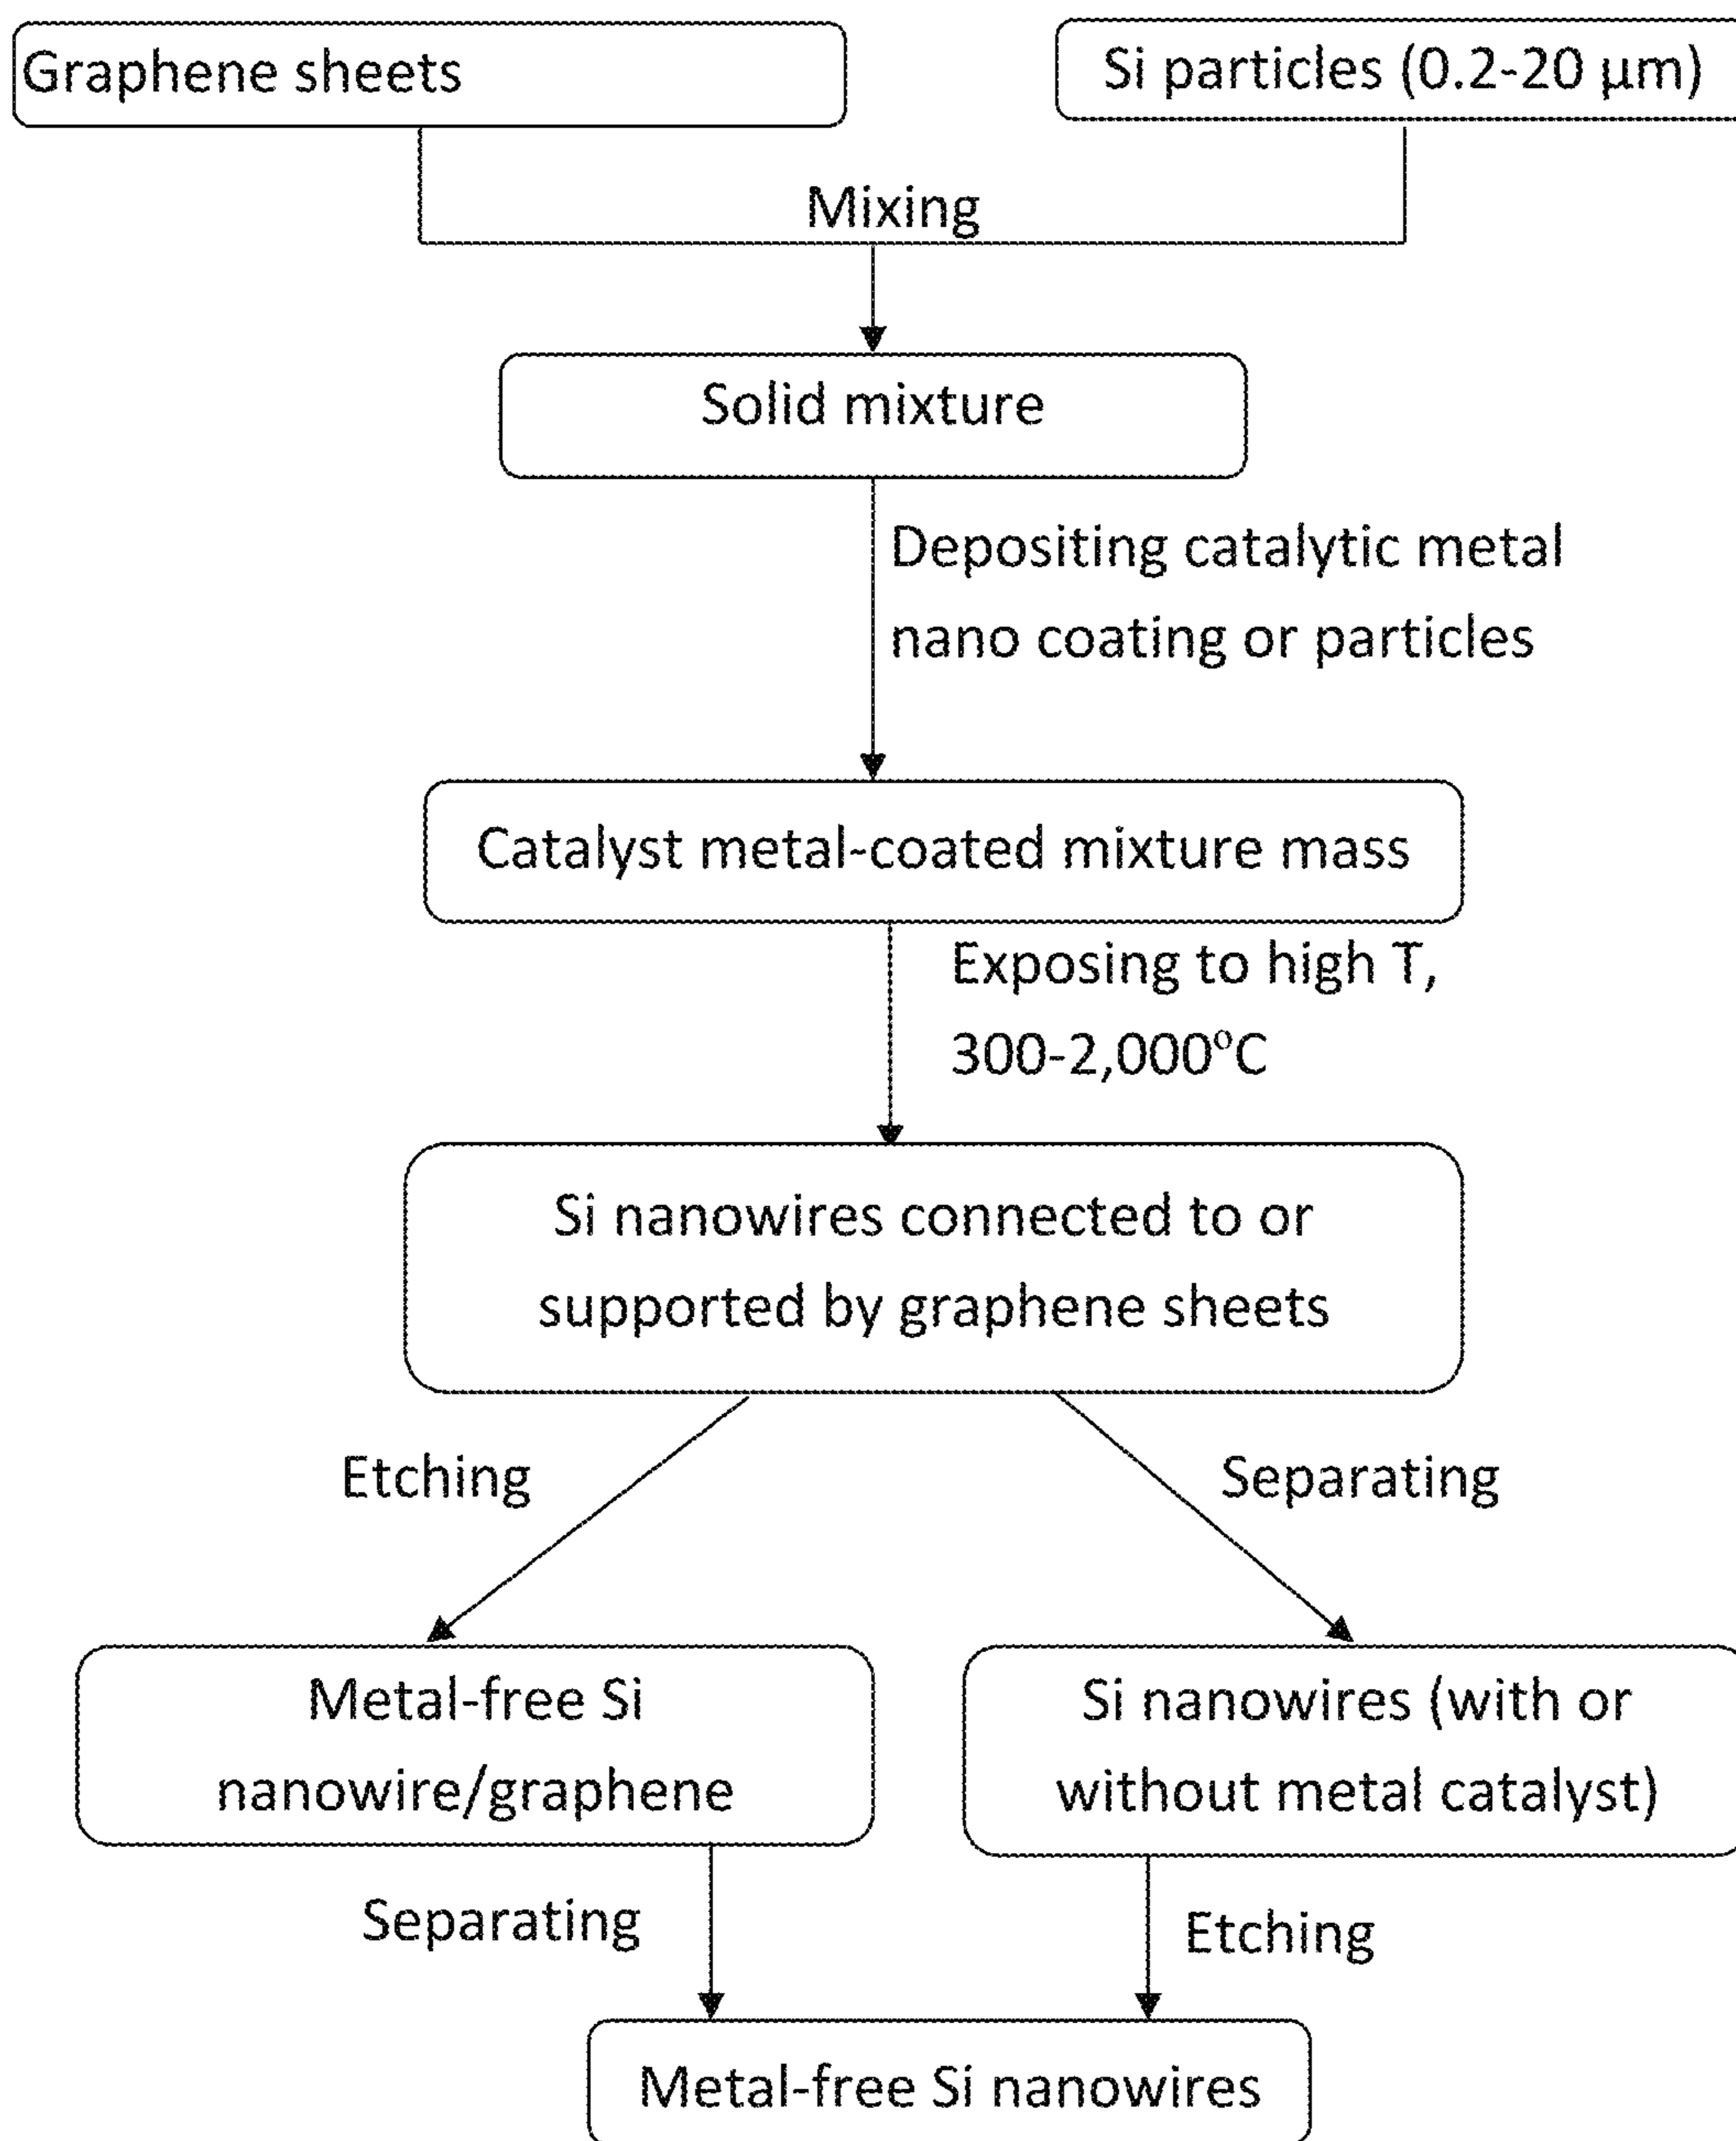 Graphene sheets
Si particles (0.2-20 μm)
Mixing
Solid mixture
Depositing catalytic metal
nano coating or particles
Catalyst metal-coated mixture mass
Exposing to high T,
300-2,000°C
Si nanowires connected to or
supported by graphene sheets
Etching
Separating
Metal-free Si
nanowire/graphene
Si nanowires (with or
without metal catalyst)
Separating
Etching
Metal-free Si nanowires